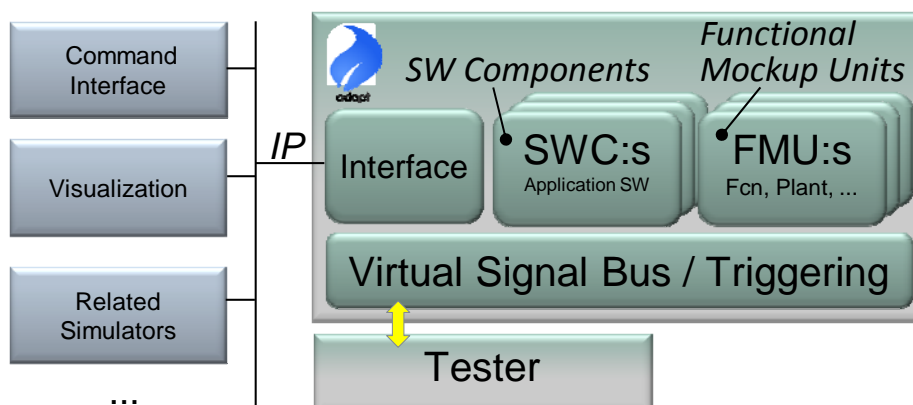 Command
Interface
Visualization
Related
Simulators
...
IP
adapt
SW Components
Functional
Mockup Units
Interface
SWC:s
Application SW
FMU:s
Fcn, Plant, ...
Virtual Signal Bus / Triggering
Tester